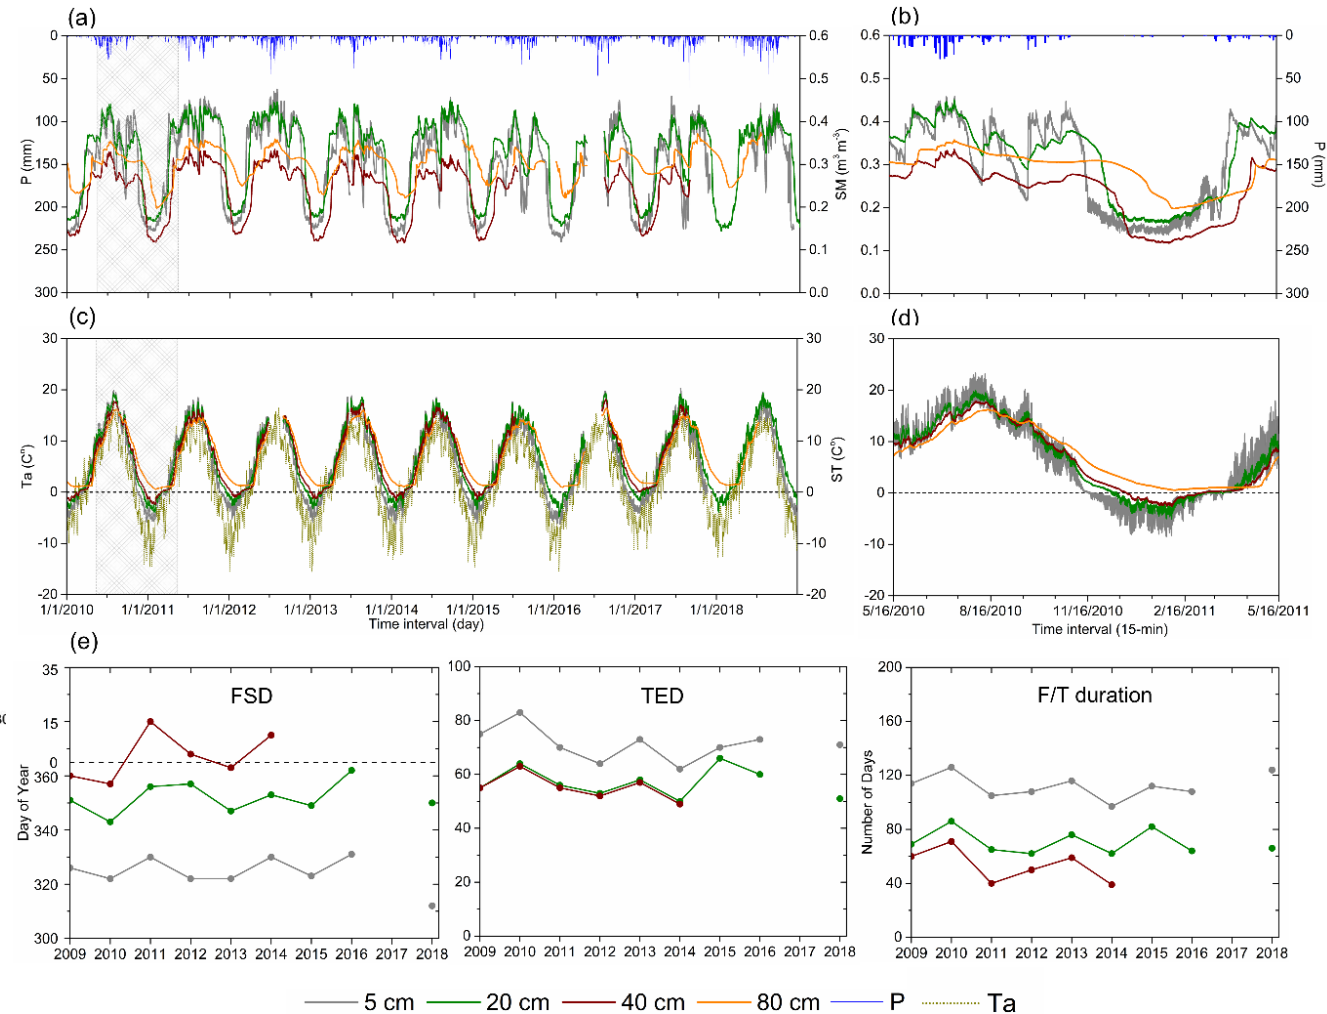 (a)
(b)
0 50 100 150 200 250 300
P (mm)
0.6 0.5 0.4 0.3 0.2 0.1 0.0
SM (m³ m⁻³)
0.6 0.5 0.4 0.3 0.2 0.1 0.0
0 50 100 150 200 250 300
P (mm)
(c)
(d)
30 20 10 0 -10 -20
Ta (Cº)
30 20 10 0 -10 -20
ST (Cº)
30 20 10 0 -10 -20
1/1/2010 1/1/2011 1/1/2012 1/1/2013 1/1/2014 1/1/2015 1/1/2016 1/1/2017 1/1/2018
Time interval (day)
5/16/2010 8/16/2010 11/16/2010 2/16/2011 5/16/2011
Time interval (15-min)
(e)
FSD
35 15 0 360 340 320 300
Day of Year
2009 2010 2011 2012 2013 2014 2015 2016 2017 2018
TED
100 80 60 40 20 0
2009 2010 2011 2012 2013 2014 2015 2016 2017 2018
F/T duration
200 160 120 80 40 0
Number of Days
2009 2010 2011 2012 2013 2014 2015 2016 2017 2018
5 cm 20 cm 40 cm 80 cm P Ta